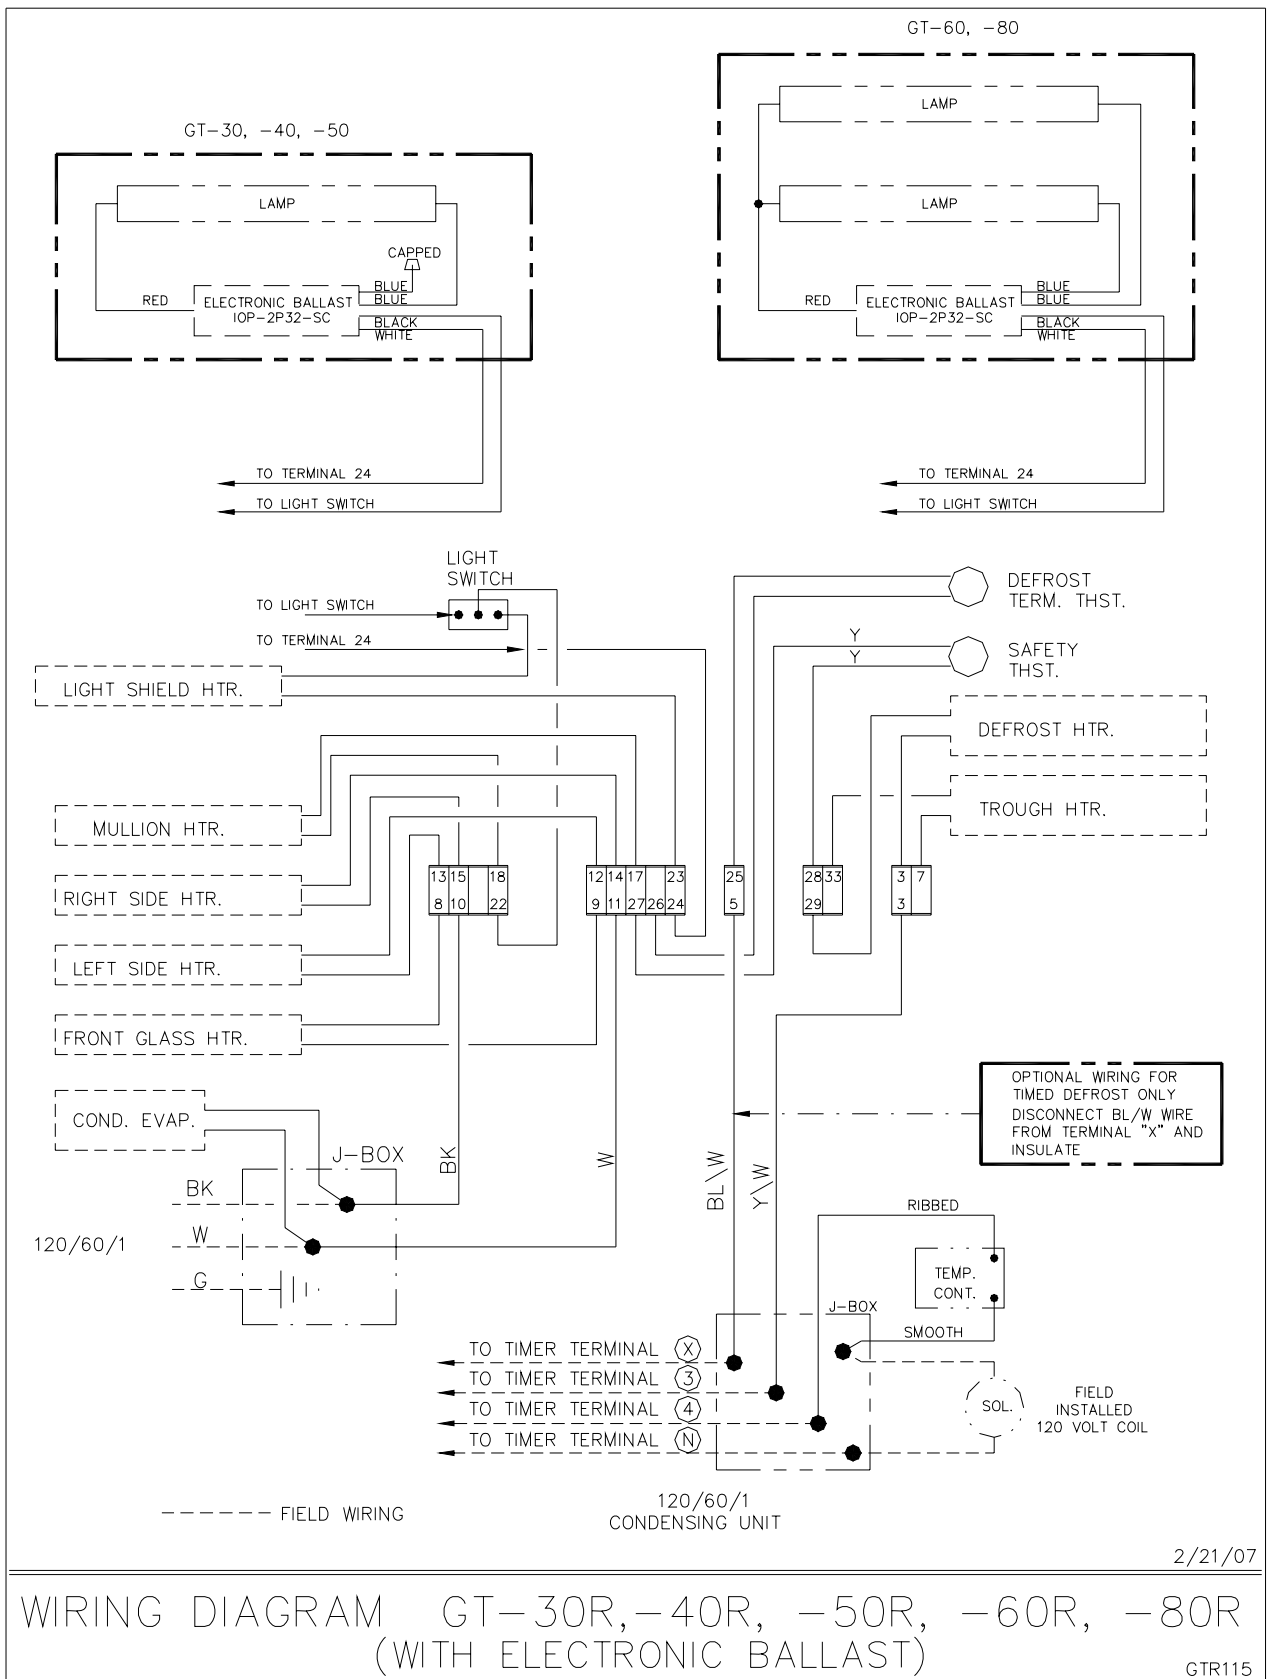 GT-60, -80
LAMP
LAMP
BLUE
BLUE
RED
ELECTRONIC BALLAST
IOP-2P32-SC
BLACK
WHITE
TO TERMINAL 24
TO LIGHT SWITCH
GT-30, -40, -50
LAMP
CAPPED
BLUE
BLUE
RED
ELECTRONIC BALLAST
IOP-2P32-SC
BLACK
WHITE
TO TERMINAL 24
TO LIGHT SWITCH
LIGHT
SWITCH
TO LIGHT SWITCH
TO TERMINAL 24
LIGHT SHIELD HTR.
MULLION HTR.
RIGHT SIDE HTR.
LEFT SIDE HTR.
FRONT GLASS HTR.
COND. EVAP.
DEFROST
TERM. THST.
Y
Y
SAFETY
THST.
DEFROST HTR.
TROUGH HTR.
13 15 18
8 10 22
12 14 17 23
9 11 27 26 24
25
5
28 33
29
3 7
3
J-BOX
BK
W
BK
W
G
120/60/1
BL\W
Y\W
OPTIONAL WIRING FOR
TIMED DEFROST ONLY
DISCONNECT BL/W WIRE
FROM TERMINAL "X" AND
INSULATE
RIBBED
TEMP.
CONT.
J-BOX
SMOOTH
TO TIMER TERMINAL X
TO TIMER TERMINAL 3
TO TIMER TERMINAL 4
TO TIMER TERMINAL N
SOL.
FIELD
INSTALLED
120 VOLT COIL
FIELD WIRING
120/60/1
CONDENSING UNIT
2/21/07
WIRING DIAGRAM GT-30R,-40R, -50R, -60R, -80R
(WITH ELECTRONIC BALLAST)
GTR115